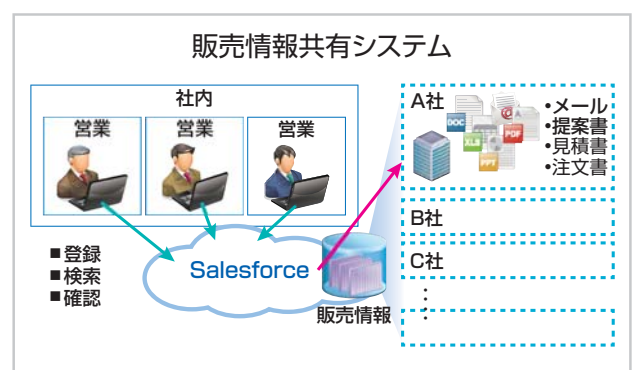 販売情報共有システム
社内
営業
営業
営業
■登録
■検索
■確認
Salesforce
販売情報
A社
DOC
XLS
PPT
PDF
@
A
•メール
•提案書
•見積書
•注文書
B社
C社